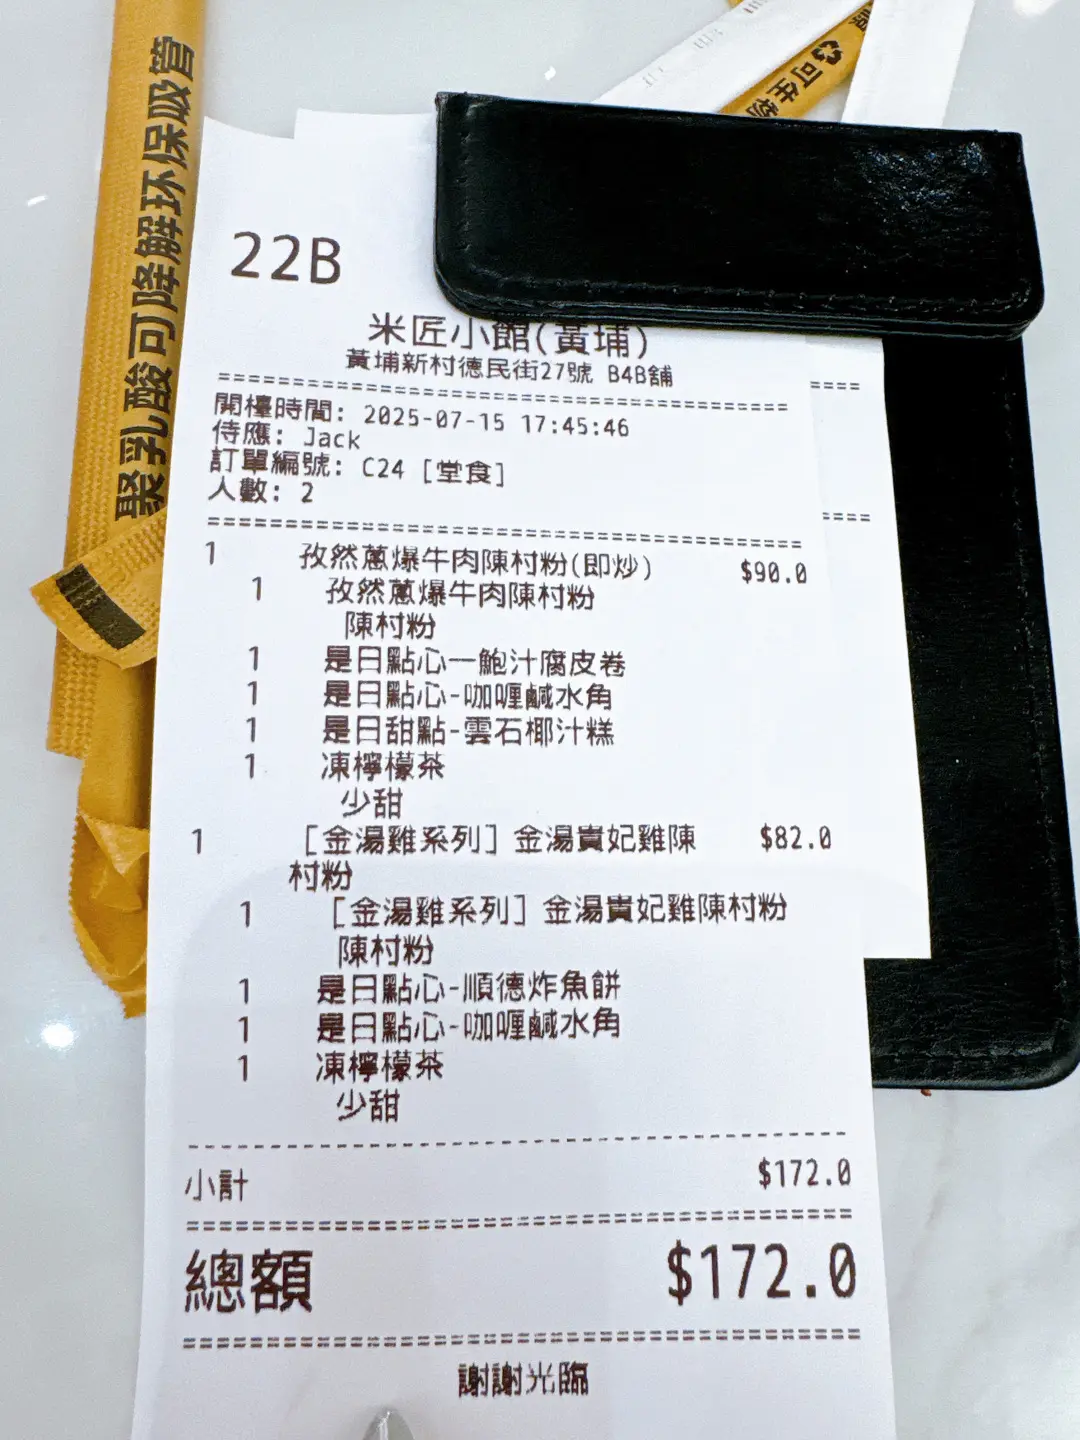 聚乳酸可降解环保吸管
可生物
22B
米匠小館(黃埔)
黃埔新村德民街27號 B4B舖
開檯時間: 2025-07-15 17:45:46
侍應: Jack
訂單編號: C24 [堂食]
人數: 2
1 孜然蔥爆牛肉陳村粉(即炒) $90.0
1 孜然蔥爆牛肉陳村粉
陳村粉
1 是日點心一鮑汁腐皮卷
1 是日點心-咖喱鹹水角
1 是日甜點-雲石椰汁糕
1 凍檸檬茶
少甜
1 [金湯雞系列] 金湯貴妃雞陳 $82.0
村粉
1 [金湯雞系列] 金湯貴妃雞陳村粉
陳村粉
1 是日點心-順德炸魚餅
1 是日點心-咖喱鹹水角
1 凍檸檬茶
少甜
小計 $172.0
總額 $172.0
謝謝光臨